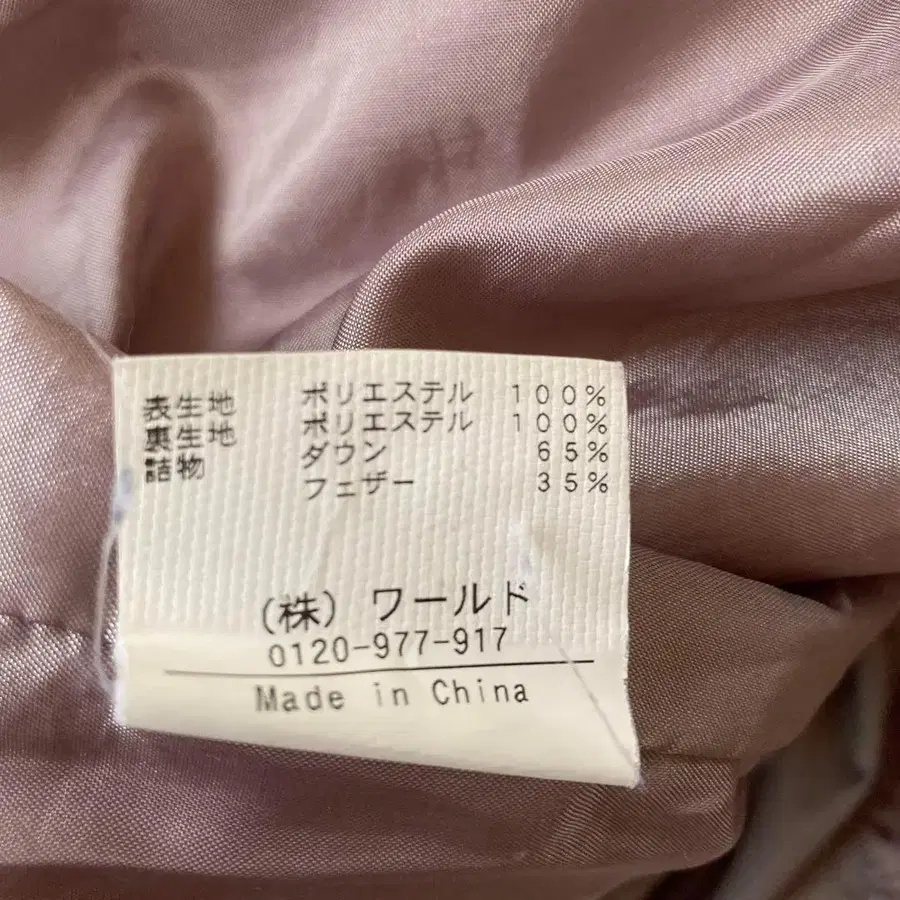 表生地 ポリエステル 100%
裏生地 ポリエステル 100%
詰物 ダウン 65%
フェザー 35%
(株) ワールド
0120-977-917
Made in China